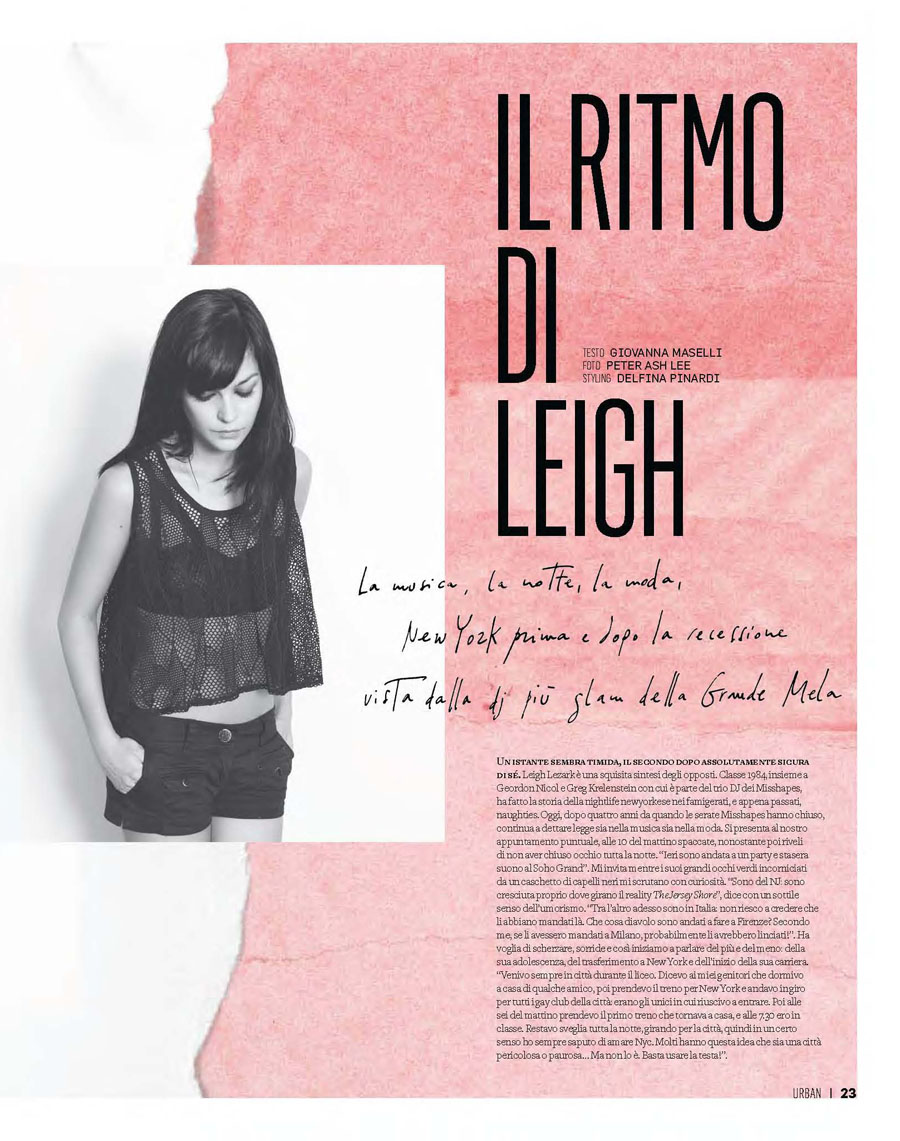 IL RITMO
DI
LEIGH
TESTO GIOVANNA MASELLI
FOTO PETER ASH LEE
STYLING DELFINA PINARDI
La musica, la notte, la moda,
New York prima e dopo la recessione
vista dalla dj più glam della Grande Mela
UN ISTANTE SEMBRA TIMIDA, IL SECONDO DOPO ASSOLUTAMENTE SICURA
DI SÉ. Leigh Lezark è una squisita sintesi degli opposti. Classe 1984, insieme a
Geordon Nicol e Greg Krelenstein con cui è parte del trio DJ dei Misshapes,
ha fatto la storia della nightlife newyorkese nei famigerati, e appena passati,
naughties. Oggi, dopo quattro anni da quando le serate Misshapes hanno chiuso,
continua a dettare legge sia nella musica sia nella moda. Si presenta al nostro
appuntamento puntuale, alle 10 del mattino spaccate, nonostante poi riveli
di non aver chiuso occhio tutta la notte. “Ieri sono andata a un party e stasera
suono al Soho Grand”. Mi invita mentre i suoi grandi occhi verdi incorniciati
da un caschetto di capelli neri mi scrutano con curiosità. “Sono del NJ: sono
cresciuta proprio dove girano il reality The Jersey Shore”, dice con un sottile
senso dell’umorismo. “Tra l’altro adesso sono in Italia: non riesco a credere che
li abbiano mandati là. Che cosa diavolo sono andati a fare a Firenze? Secondo
me, se li avessero mandati a Milano, probabilmente li avrebbero linciati!”. Ha
voglia di scherzare, sorride e così iniziamo a parlare del più e del meno: della
sua adolescenza, del trasferimento a New York e dell’inizio della sua carriera.
“Venivo sempre in città durante il liceo. Dicevo ai miei genitori che dormivo
a casa di qualche amico, poi prendevo il treno per New York e andavo in giro
per tutti i gay club della città: erano gli unici in cui riuscivo a entrare. Poi alle
sei del mattino prendevo il primo treno che tornava a casa, e alle 7,30 ero in
classe. Restavo sveglia tutta la notte, girando per la città, quindi in un certo
senso ho sempre saputo di amare Nyc. Molti hanno questa idea che sia una città
pericolosa o paurosa... Ma non lo è. Basta usare la testa!”.
URBAN | 23